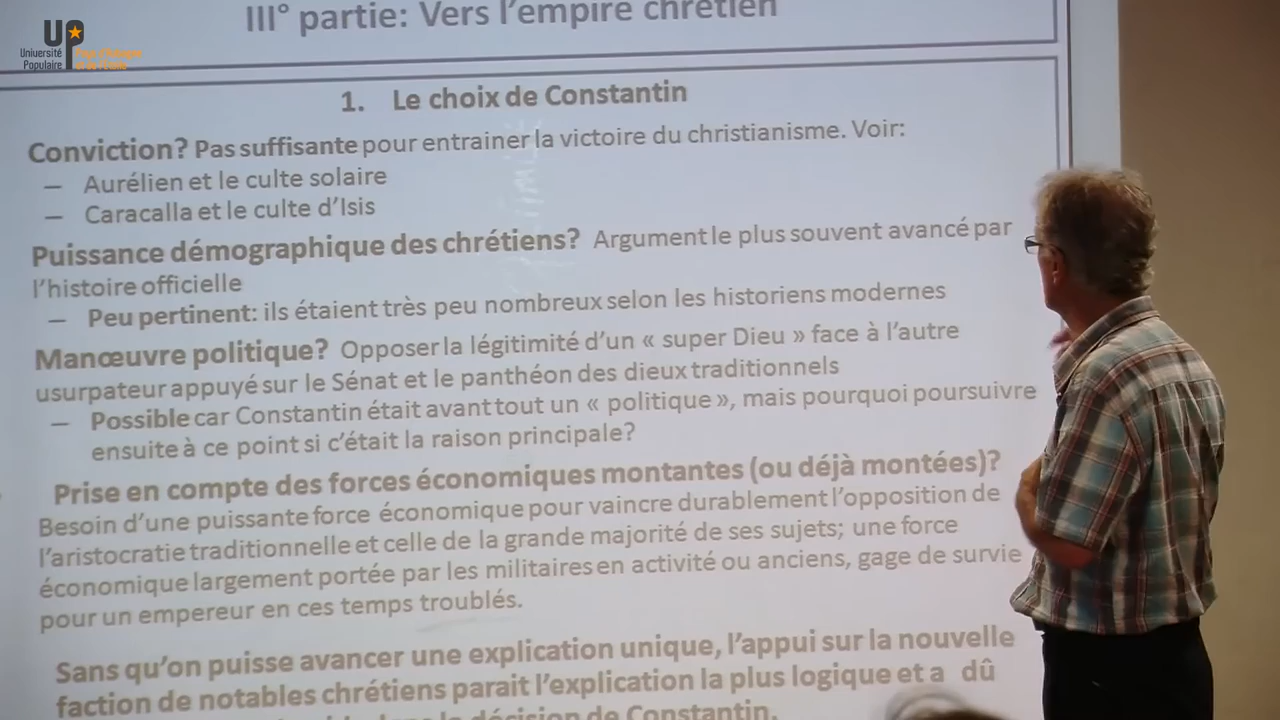 III° partie: Vers l'empire chrétien
UP
Université
Populaire
1. Le choix de Constantin
Conviction? Pas suffisante pour entrainer la victoire du christianisme. Voir:
– Aurélien et le culte solaire
– Caracalla et le culte d'Isis
Puissance démographique des chrétiens? Argument le plus souvent avancé par
l'histoire officielle
– Peu pertinent: ils étaient très peu nombreux selon les historiens modernes
Manœuvre politique? Opposer la légitimité d'un « super Dieu » face à l'autre
usurpateur appuyé sur le Sénat et le panthéon des dieux traditionnels
– Possible car Constantin était avant tout un « politique », mais pourquoi poursuivre
ensuite à ce point si c'était la raison principale?
Prise en compte des forces économiques montantes (ou déjà montées)?
Besoin d'une puissante force économique pour vaincre durablement l'opposition de
l'aristocratie traditionnelle et celle de la grande majorité de ses sujets; une force
économique largement portée par les militaires en activité ou anciens, gage de survie
pour un empereur en ces temps troublés.
Sans qu'on puisse avancer une explication unique, l'appui sur la nouvelle
faction de notables chrétiens parait l'explication la plus logique et a dû
décision de Constantin.